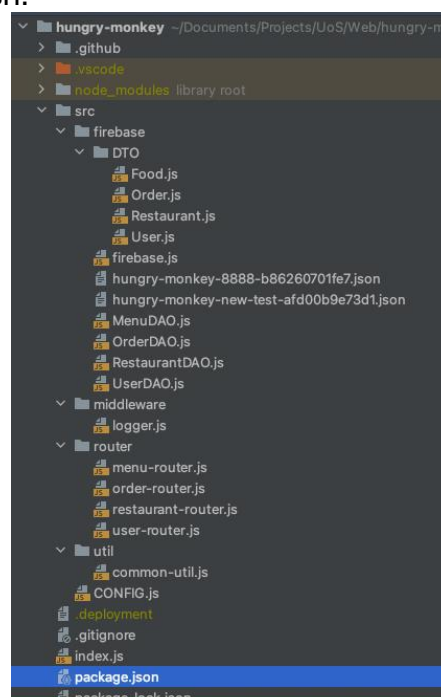 hungry-monkey ~/Documents/Projects/UoS/Web/hungry-m
.github
.vscode
node_modules library root
src
firebase
DTO
Food.js
Order.js
Restaurant.js
User.js
firebase.js
hungry-monkey-8888-b86260701fe7.json
hungry-monkey-new-test-afd00b9e73d1.json
MenuDAO.js
OrderDAO.js
RestaurantDAO.js
UserDAO.js
middleware
logger.js
router
menu-router.js
order-router.js
restaurant-router.js
user-router.js
util
common-util.js
CONFIG.js
.deployment
.gitignore
index.js
package.json
package-lock.json